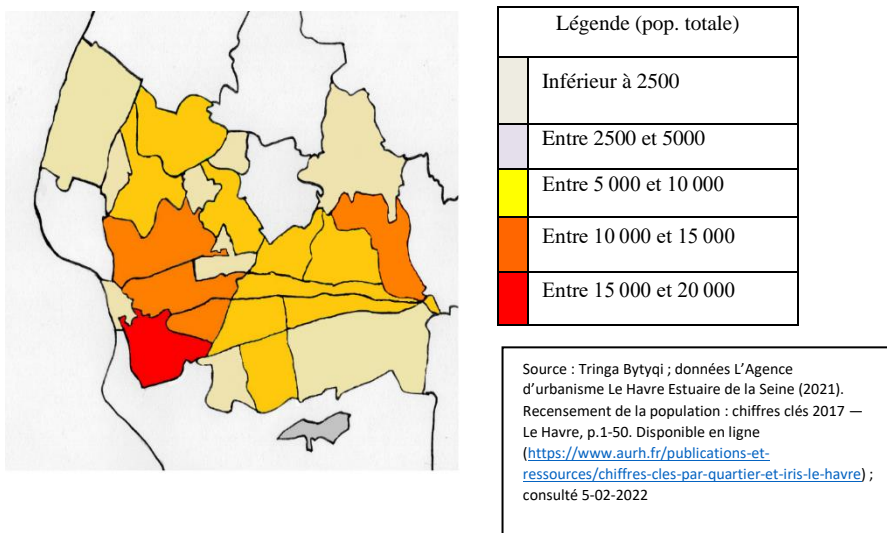 Légende (pop. totale)
Inférieur à 2500
Entre 2500 et 5000
Entre 5 000 et 10 000
Entre 10 000 et 15 000
Entre 15 000 et 20 000
Source : Tringa Bytyqi ; données L’Agence
d’urbanisme Le Havre Estuaire de la Seine (2021).
Recensement de la population : chiffres clés 2017 —
Le Havre, p.1-50. Disponible en ligne
(https://www.aurh.fr/publications-et-
ressources/chiffres-cles-par-quartier-et-iris-le-havre) ;
consulté 5-02-2022